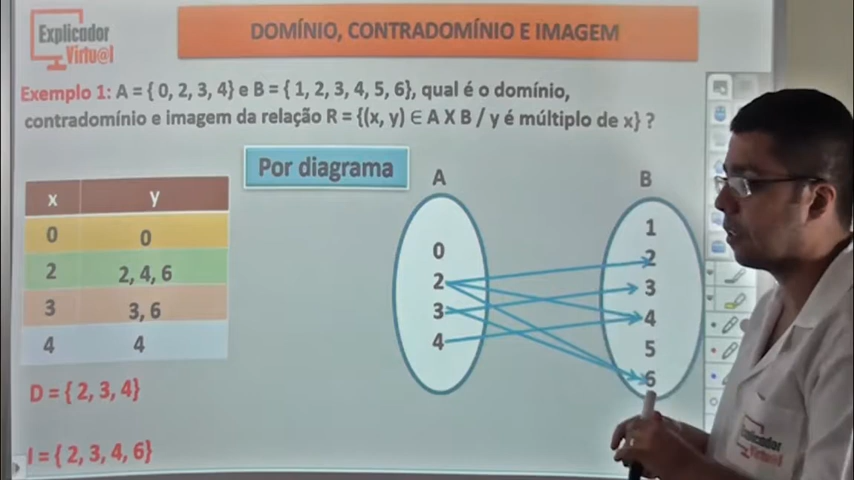 Explicador
Virtu@l
DOMÍNIO, CONTRADOMÍNIO E IMAGEM
Exemplo 1: A = { 0, 2, 3, 4} e B = { 1, 2, 3, 4, 5, 6}, qual é o domínio,
contradomínio e imagem da relação R = {(x, y) ∈ A X B / y é múltiplo de x} ?
Por diagrama
x y
0 0
2 2, 4, 6
3 3, 6
4 4
D = { 2, 3, 4}
I = { 2, 3, 4, 6}
A
0
2
3
4
B
1
2
3
4
5
6
Explicador
Virtu@l